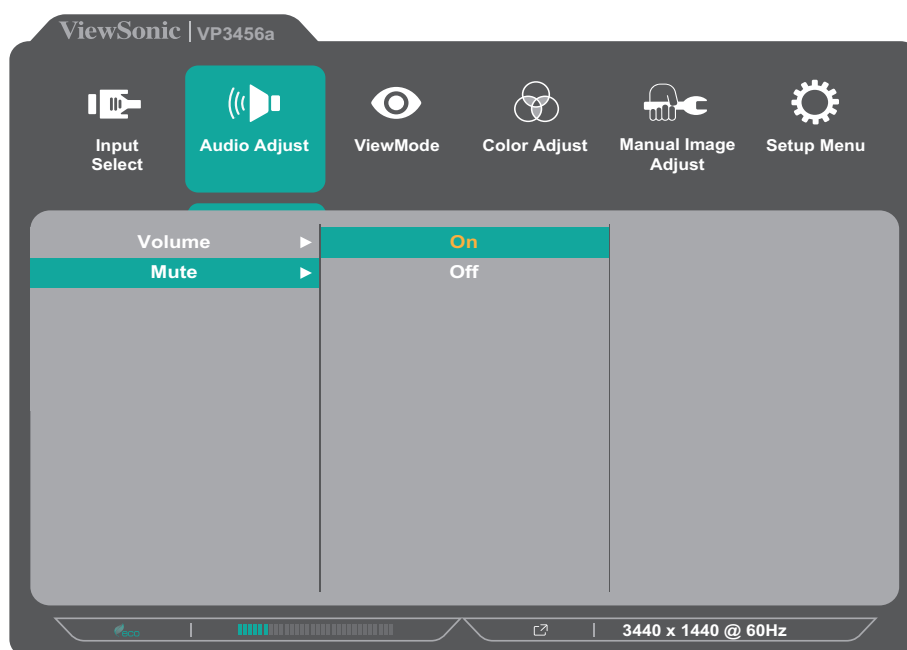 ViewSonic | VP3456a
Input
Select
Audio Adjust
ViewMode
Color Adjust
Manual Image
Adjust
Setup Menu
Volume
On
Mute
Off
ECO
3440 x 1440 @ 60Hz